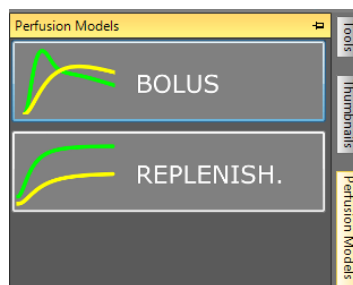 Perfusion Models
BOLUS
REPLENISH.
Tools
Thumbnails
Perfusion Models